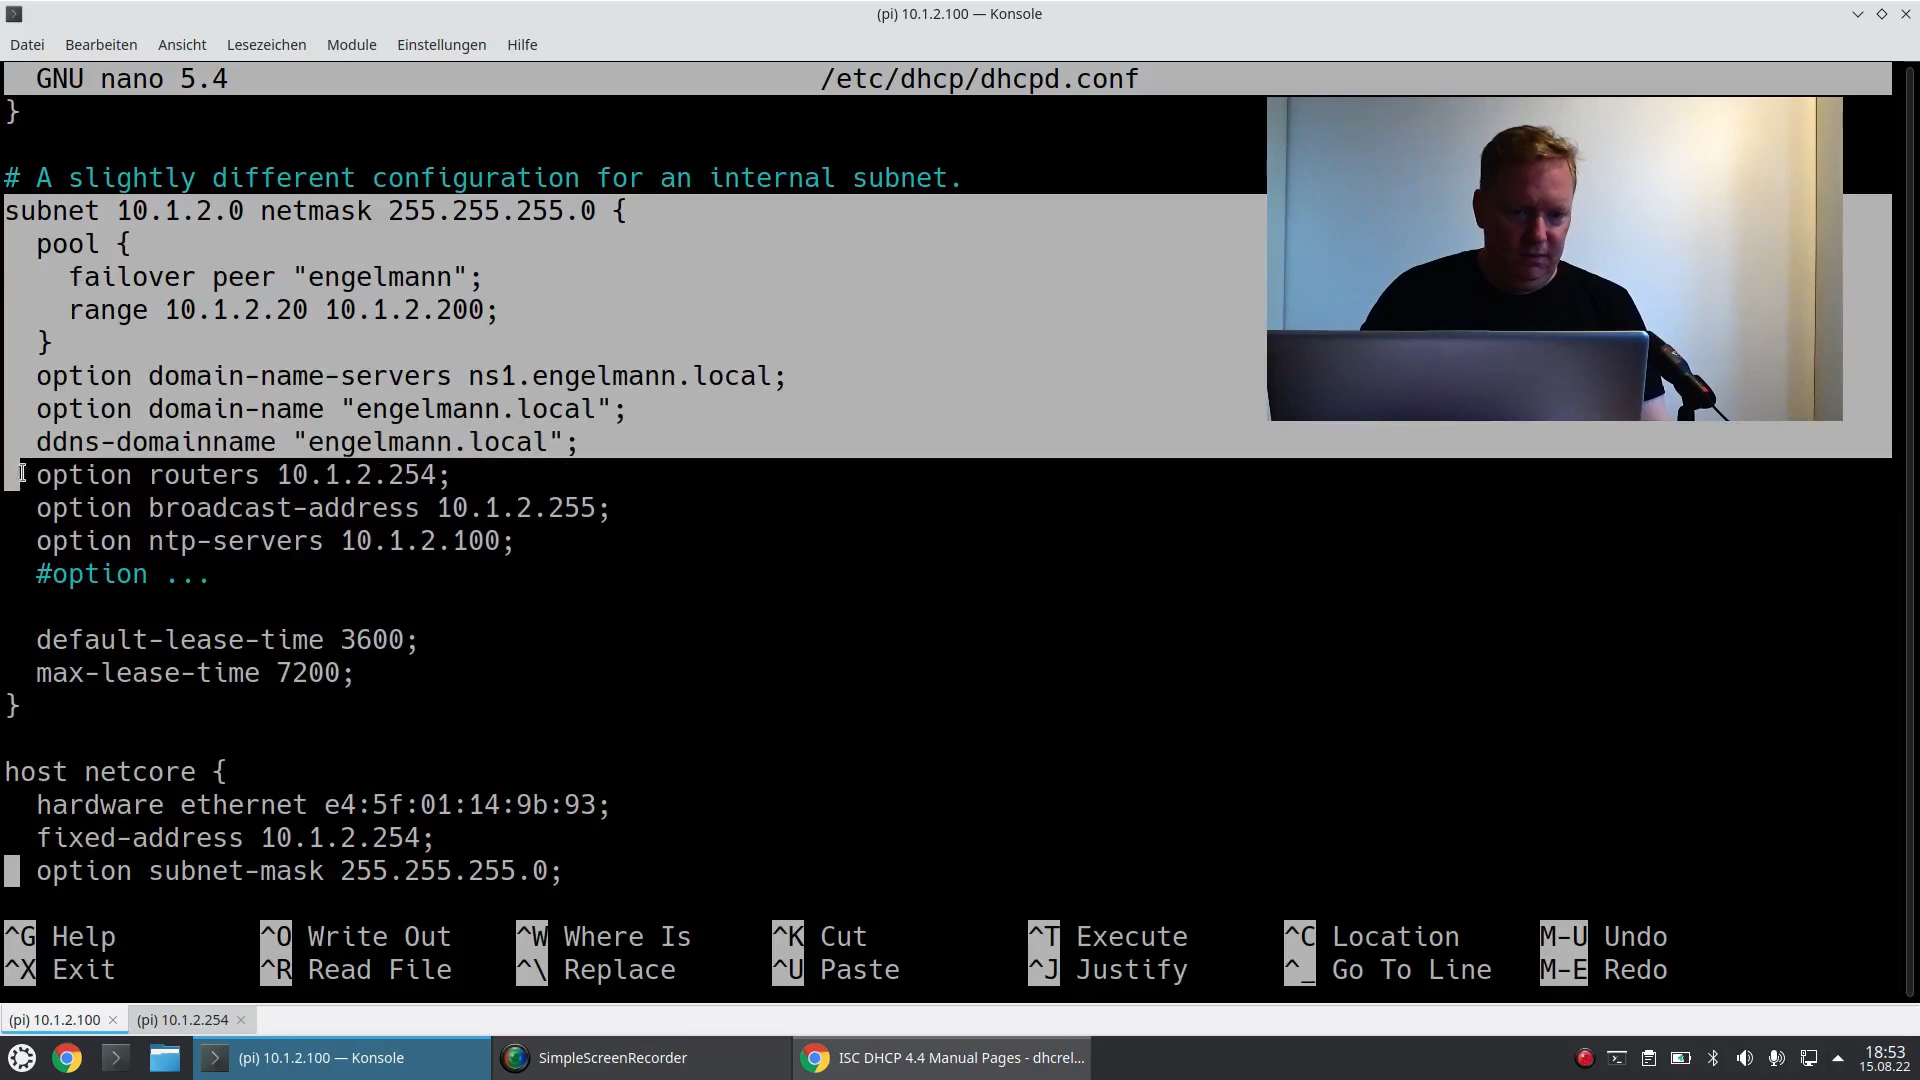 (pi) 10.1.2.100 — Konsole
Datei Bearbeiten Ansicht Lesezeichen Module Einstellungen Hilfe
GNU nano 5.4 /etc/dhcp/dhcpd.conf
}
# A slightly different configuration for an internal subnet.
subnet 10.1.2.0 netmask 255.255.255.0 {
pool {
failover peer "engelmann";
range 10.1.2.20 10.1.2.200;
}
option domain-name-servers ns1.engelmann.local;
option domain-name "engelmann.local";
ddns-domainname "engelmann.local";
option routers 10.1.2.254;
option broadcast-address 10.1.2.255;
option ntp-servers 10.1.2.100;
#option ...
default-lease-time 3600;
max-lease-time 7200;
}
host netcore {
hardware ethernet e4:5f:01:14:9b:93;
fixed-address 10.1.2.254;
option subnet-mask 255.255.255.0;
^G Help ^O Write Out ^W Where Is ^K Cut ^T Execute ^C Location M-U Undo
^X Exit ^R Read File ^\ Replace ^U Paste ^J Justify ^_ Go To Line M-E Redo
(pi) 10.1.2.100 (pi) 10.1.2.254
(pi) 10.1.2.100 — Konsole SimpleScreenRecorder ISC DHCP 4.4 Manual Pages - dhcrel... 18:53
15.08.22